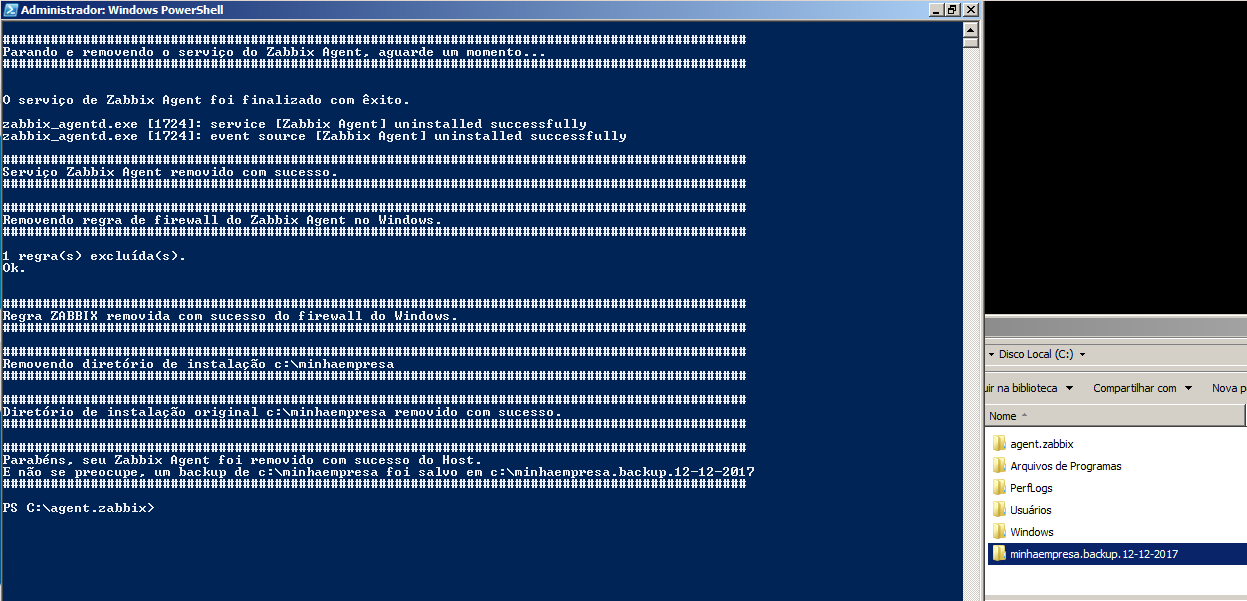 Administrador: Windows PowerShell
#############################################################################################
Parando e removendo o serviço do Zabbix Agent, aguarde um momento...
#############################################################################################
O serviço de Zabbix Agent foi finalizado com êxito.
zabbix_agentd.exe [1724]: service [Zabbix Agent] uninstalled successfully
zabbix_agentd.exe [1724]: event source [Zabbix Agent] uninstalled successfully
#############################################################################################
Serviço Zabbix Agent removido com sucesso.
#############################################################################################
#############################################################################################
Removendo regra de firewall do Zabbix Agent no Windows.
#############################################################################################
1 regra(s) excluída(s).
Ok.
#############################################################################################
Regra ZABBIX removida com sucesso do firewall do Windows.
#############################################################################################
#############################################################################################
Removendo diretório de instalação c:\minhaempresa
#############################################################################################
#############################################################################################
Diretório de instalação original c:\minhaempresa removido com sucesso.
#############################################################################################
#############################################################################################
Parabéns, seu Zabbix Agent foi removido com sucesso do Host.
E não se preocupe, um backup de c:\minhaempresa foi salvo em c:\minhaempresa.backup.12-12-2017
#############################################################################################
PS C:\agent.zabbix>
Disco Local (C:)
uir na biblioteca Compartilhar com Nova p
Nome
agent.zabbix
Arquivos de Programas
PerfLogs
Usuários
Windows
minhaempresa.backup.12-12-2017